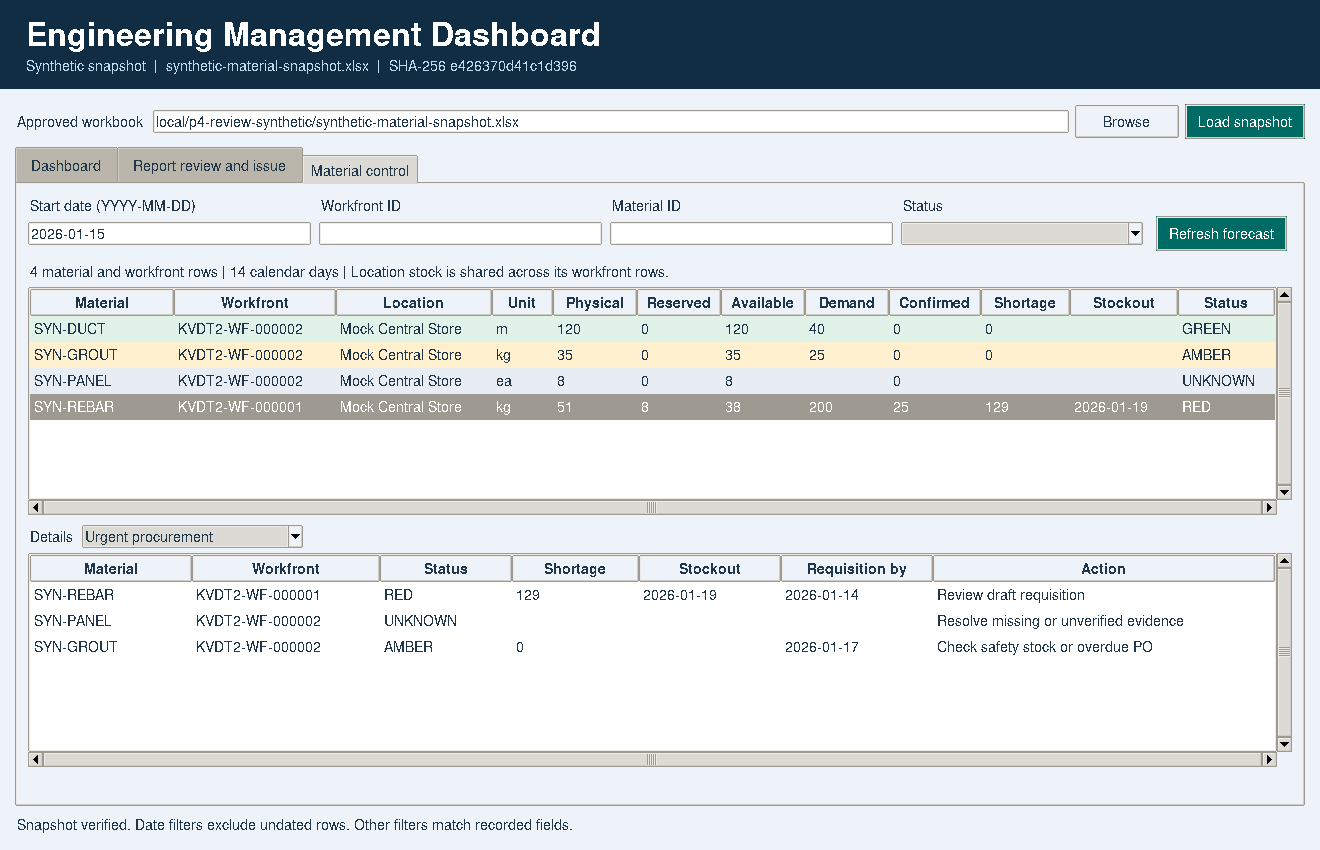 Engineering Management Dashboard
Synthetic snapshot | synthetic-material-snapshot.xlsx | SHA-256 e426370d41c1d396
Approved workbook local/p4-review-synthetic/synthetic-material-snapshot.xlsx Browse Load snapshot
Dashboard Report review and issue Material control
Start date (YYYY-MM-DD) Workfront ID Material ID Status
2026-01-15 Refresh forecast
4 material and workfront rows | 14 calendar days | Location stock is shared across its workfront rows.
Material Workfront Location Unit Physical Reserved Available Demand Confirmed Shortage Stockout Status
SYN-DUCT KVDT2-WF-000002 Mock Central Store m 120 0 120 40 0 0 GREEN
SYN-GROUT KVDT2-WF-000002 Mock Central Store kg 35 0 35 25 0 0 AMBER
SYN-PANEL KVDT2-WF-000002 Mock Central Store ea 8 0 8 0 UNKNOWN
SYN-REBAR KVDT2-WF-000001 Mock Central Store kg 51 8 38 200 25 129 2026-01-19 RED
Details Urgent procurement
Material Workfront Status Shortage Stockout Requisition by Action
SYN-REBAR KVDT2-WF-000001 RED 129 2026-01-19 2026-01-14 Review draft requisition
SYN-PANEL KVDT2-WF-000002 UNKNOWN Resolve missing or unverified evidence
SYN-GROUT KVDT2-WF-000002 AMBER 0 2026-01-17 Check safety stock or overdue PO
Snapshot verified. Date filters exclude undated rows. Other filters match recorded fields.